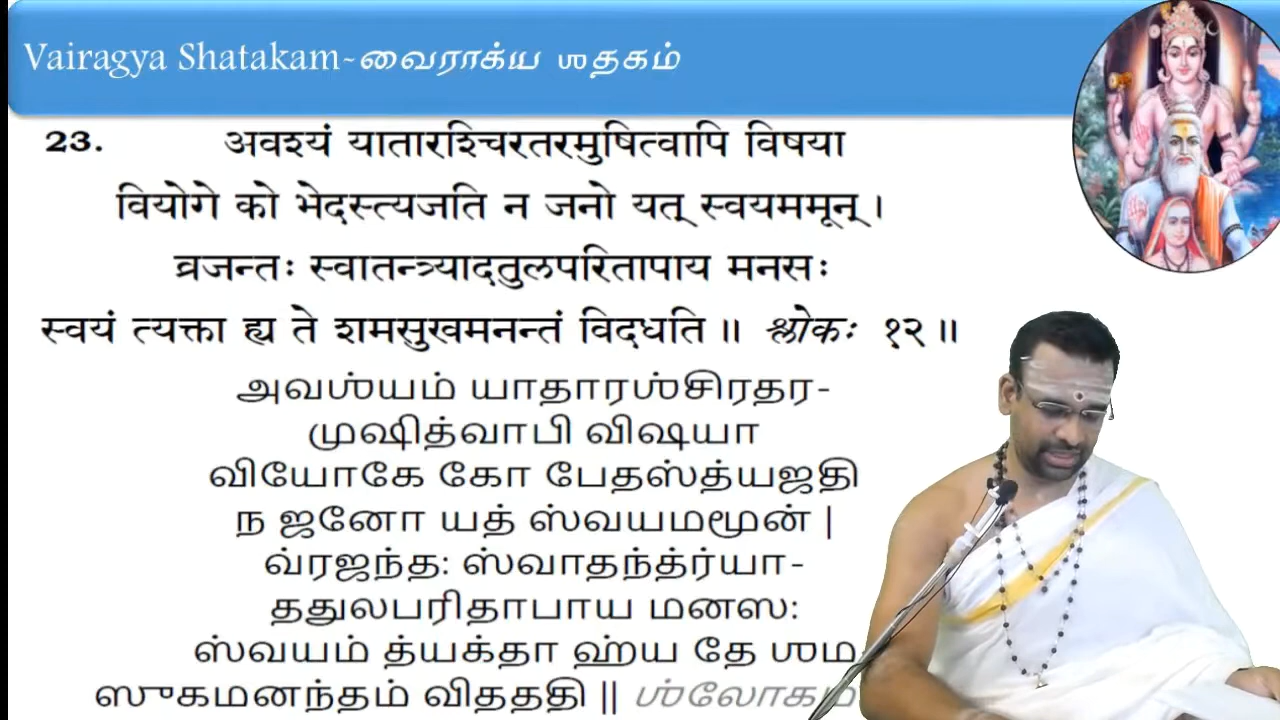 Vairagya Shatakam-வைராக்ய ஶதகம்
23. अवश्यं यातारश्चिरतरमुषित्वापि विषया
वियोगे को भेदस्त्यजति न जनो यत् स्वयममून् ।
व्रजन्तः स्वातन्त्र्यादतुलपरितापाय मनसः
स्वयं त्यक्ता ह्य ते शमसुखमनन्तं विदधति ॥ श्लोकः १२॥
அவஶ்யம் யாதாரஶ்சிரதர-
முஷித்வாபி விஷயா
வியோகே கோ பேதஸ்த்யஜதி
ந ஜனோ யத் ஸ்வயமமூன் |
வ்ரஜந்த: ஸ்வாதந்த்ர்யா-
ததுலபரிதாபாய மனஸ:
ஸ்வயம் த்யக்தா ஹ்ய தே ஶம
ஸுகமனந்தம் விதததி || ஶ்லோகம்